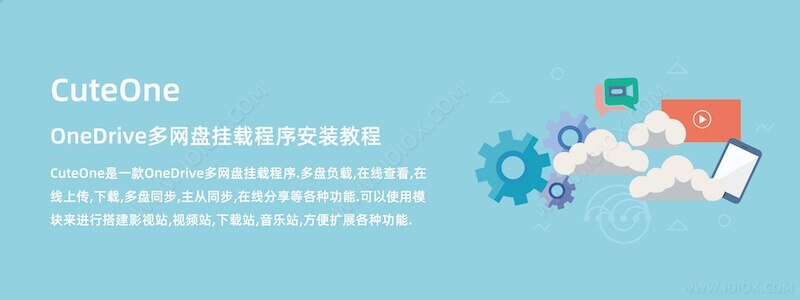 CuteOne
OneDrive多网盘挂载程序安装教程
CuteOne是一款OneDrive多网盘挂载程序.多盘负载,在线查看,在
线上传,下载,多盘同步,主从同步,在线分享等各种功能.可以使用模
块来进行搭建影视站,视频站,下载站,音乐站,方便扩展各种功能.
WWW.IOIOX.COM